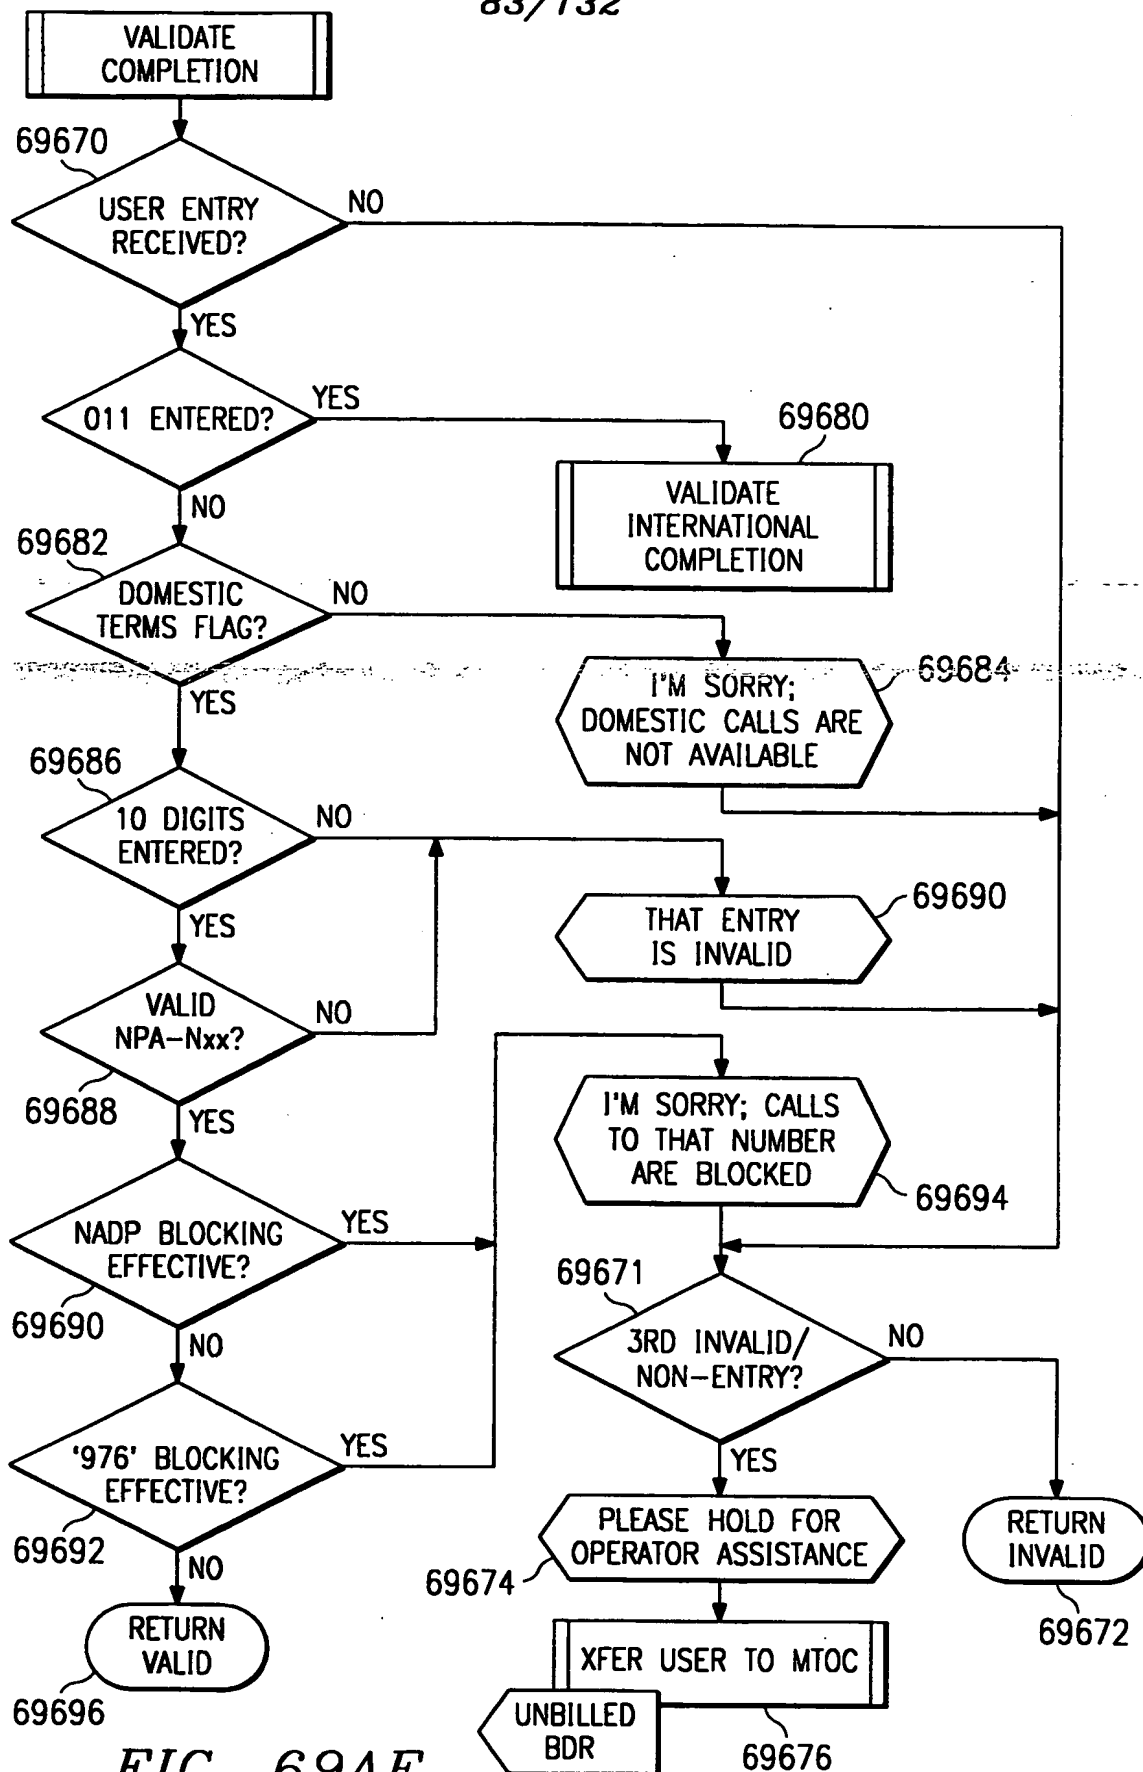 83/132
VALIDATE
COMPLETION
69670
USER ENTRY
RECEIVED?
NO
YES
011 ENTERED?
YES
NO
69680
VALIDATE
INTERNATIONAL
COMPLETION
69682
DOMESTIC
TERMS FLAG?
NO
YES
69684
I'M SORRY;
DOMESTIC CALLS ARE
NOT AVAILABLE
69686
10 DIGITS
ENTERED?
NO
YES
69690
THAT ENTRY
IS INVALID
VALID
NPA-Nxx?
NO
69688
YES
I'M SORRY; CALLS
TO THAT NUMBER
ARE BLOCKED
69694
NADP BLOCKING
EFFECTIVE?
YES
69690
NO
69671
3RD INVALID/
NON-ENTRY?
NO
YES
'976' BLOCKING
EFFECTIVE?
YES
69692
NO
PLEASE HOLD FOR
OPERATOR ASSISTANCE
69674
RETURN
INVALID
69672
RETURN
VALID
69696
XFER USER TO MTOC
UNBILLED
BDR
69676
FIG. 69AF